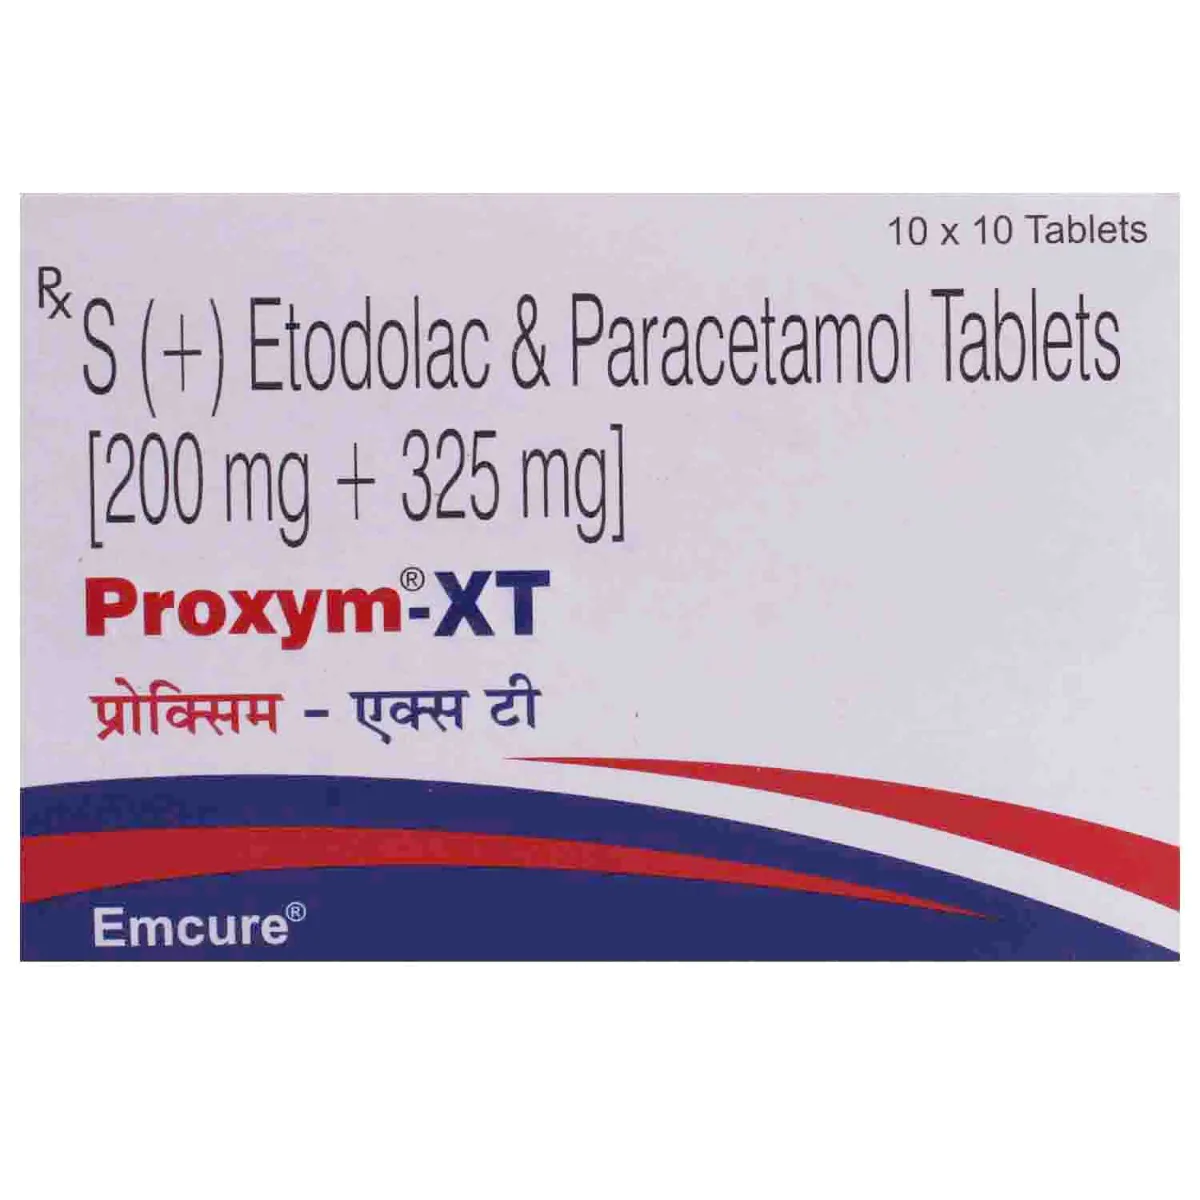 10 x 10 Tablets
Rx S (+) Etodolac & Paracetamol Tablets
[200 mg + 325 mg]
Proxym®-XT
प्रोक्सिम - एक्स टी
Emcure®